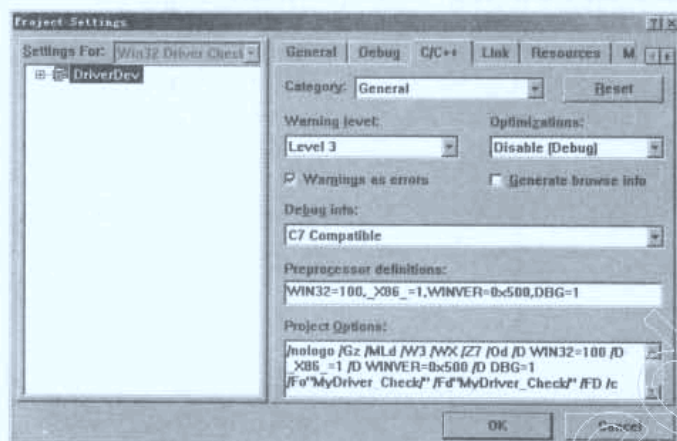 Project Settings
Settings For: Win32 Driver Check
DriverDev
General Debug C/C++ Link Resources M
Category: General Reset
Warning level: Optimizations:
Level 3 Disable (Debug)
Warnings as errors Generate browse info
Debug info:
C7 Compatible
Preprocessor definitions:
WIN32=100,_X86_=1,WINVER=0x500,DBG=1
Project Options:
/nologo /Gz /MLd /W3 /WX /Z7 /Od /D WIN32=100 /D
_X86_=1 /D WINVER=0x500 /D DBG=1
/Fo"MyDriver_Check/" /Fd"MyDriver_Check/" /FD /c
OK Cancel